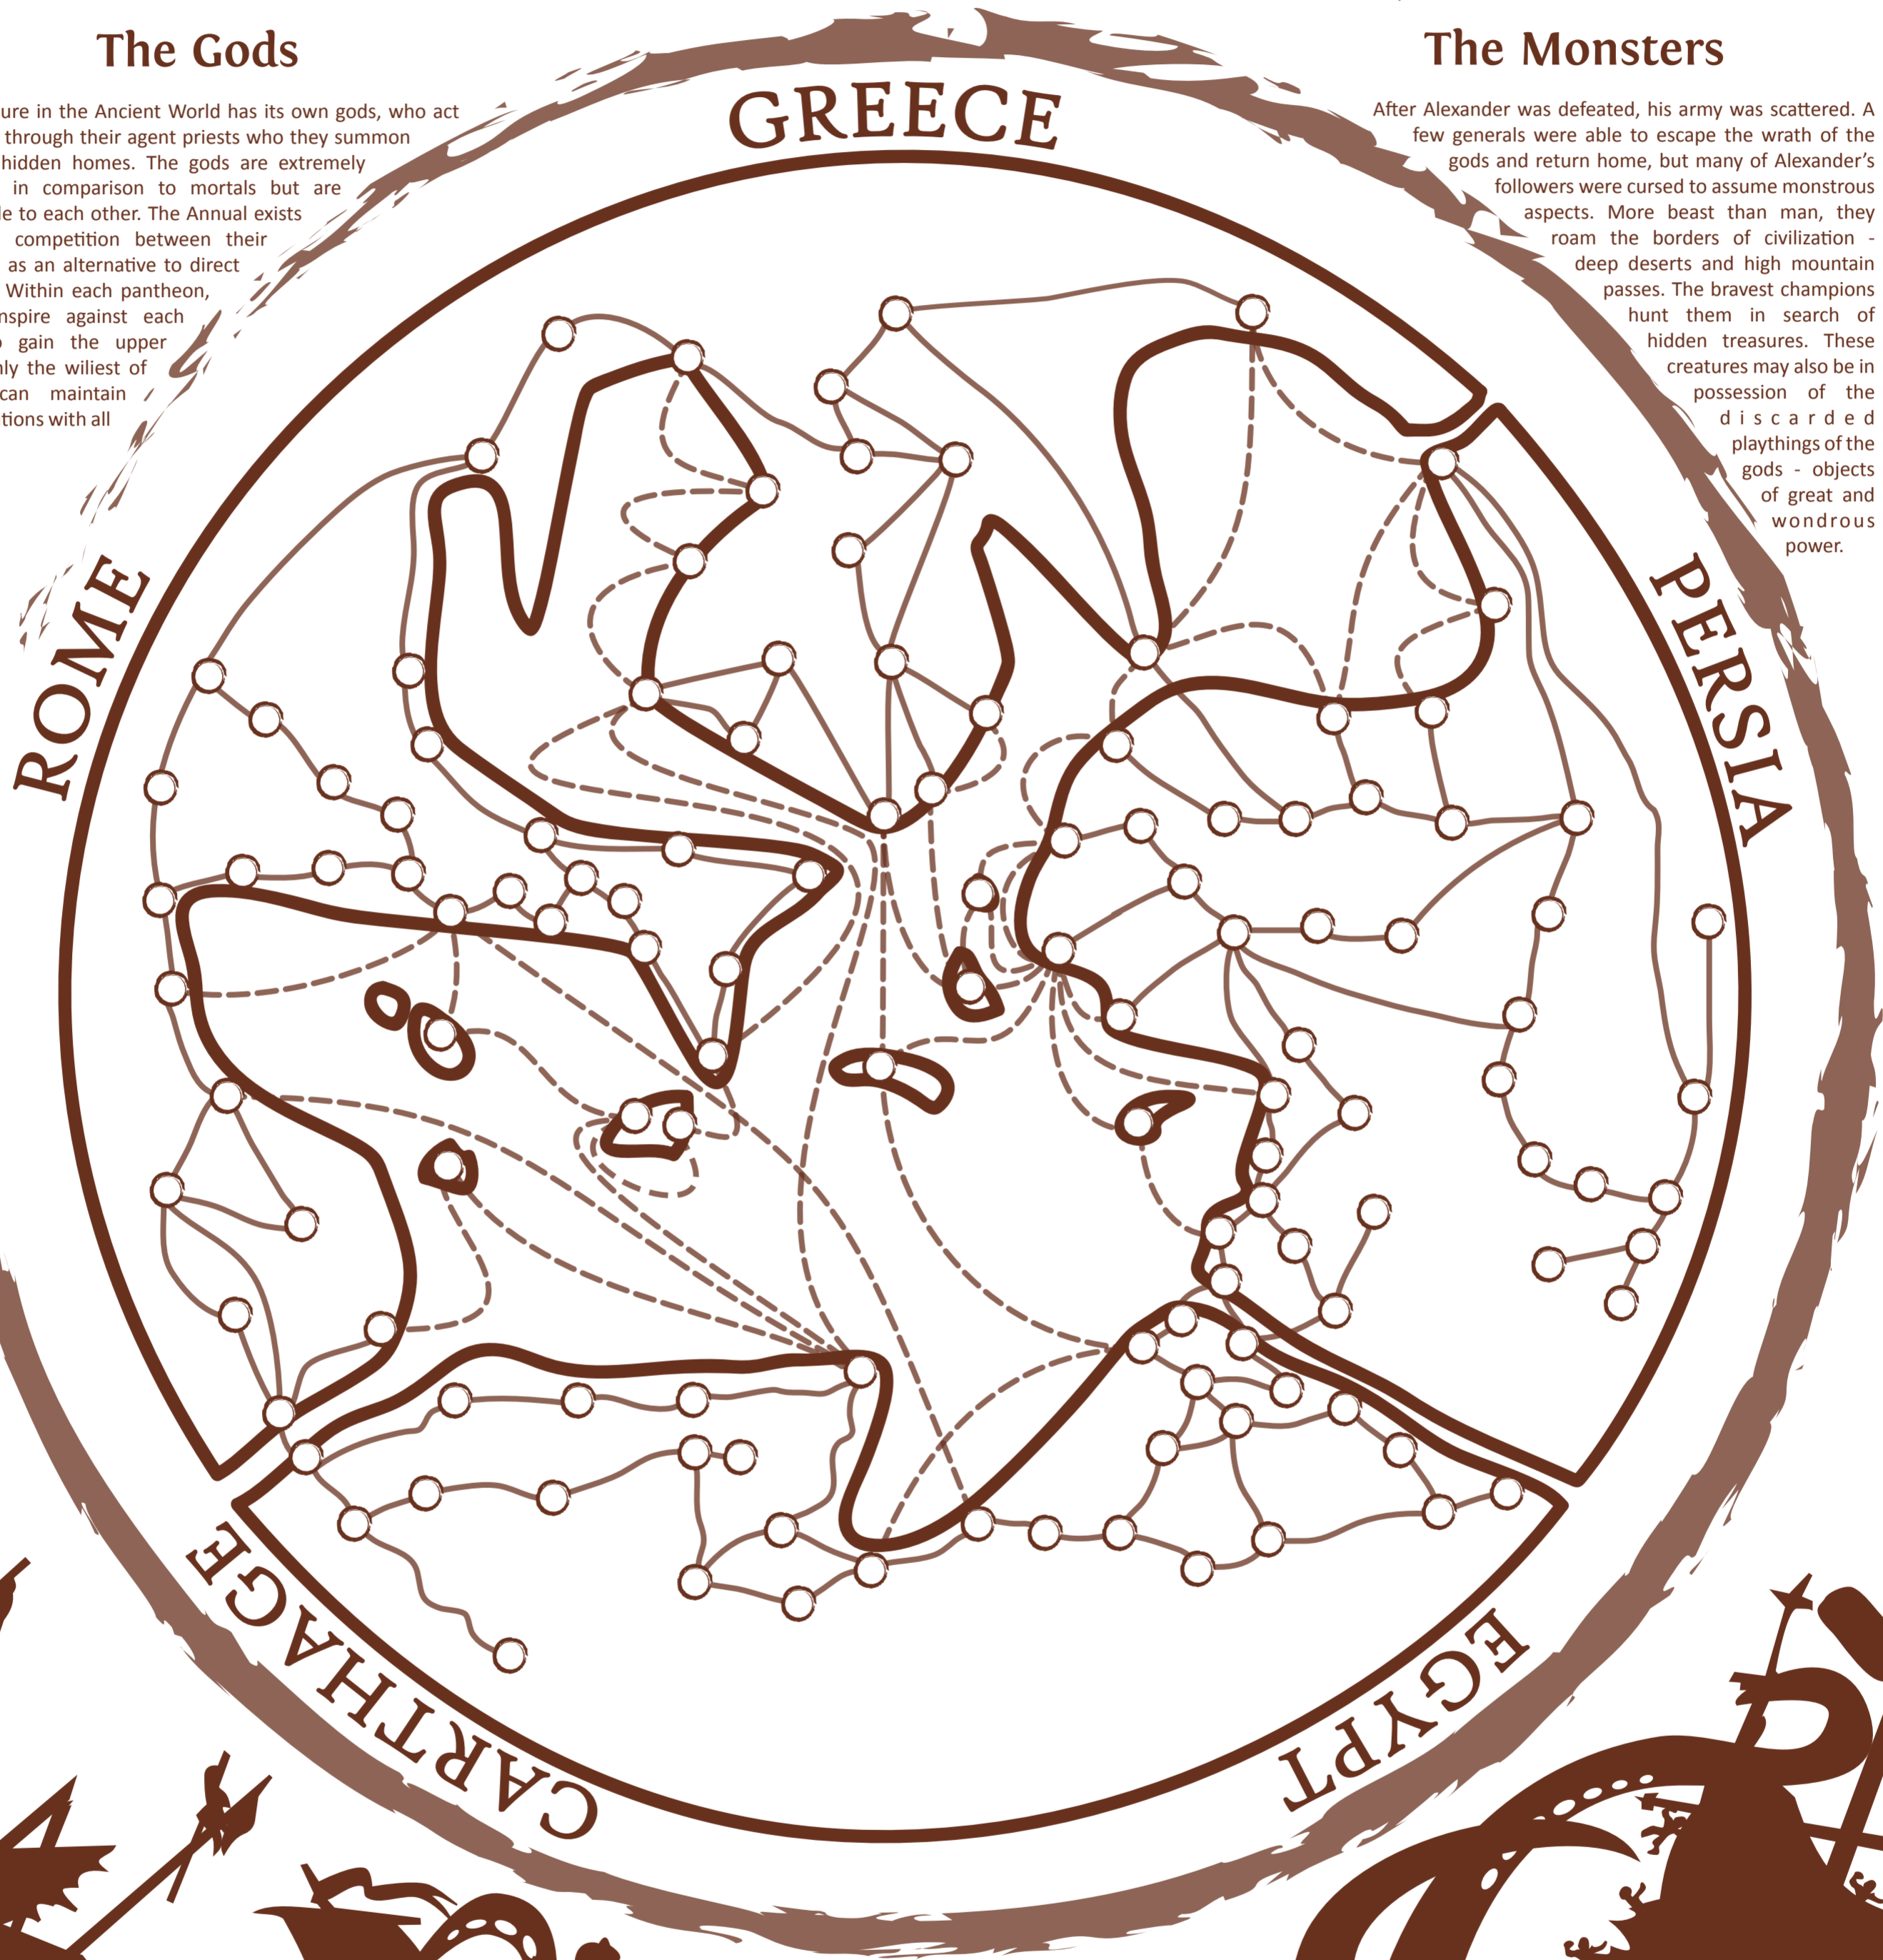 The Gods
ure in the Ancient World has its own gods, who act
through their agent priests who they summon
hidden homes. The gods are extremely
in comparison to mortals but are
to each other. The Annual exists
competition between their
as an alternative to direct
Within each pantheon,
against each
gain the upper
the wiliest of
can maintain
tions with all
The Monsters
After Alexander was defeated, his army was scattered. A
few generals were able to escape the wrath of the
gods and return home, but many of Alexander's
followers were cursed to assume monstrous
aspects. More beast than man, they
roam the borders of civilization -
deep deserts and high mountain
passes. The bravest champions
hunt them in search of
hidden treasures. These
creatures may also be in
possession of the
discarded
playthings of the
gods - objects
of great and
wondrous
power.
GREECE
ROME
PERSIA
CARTHAGE
EGYPT